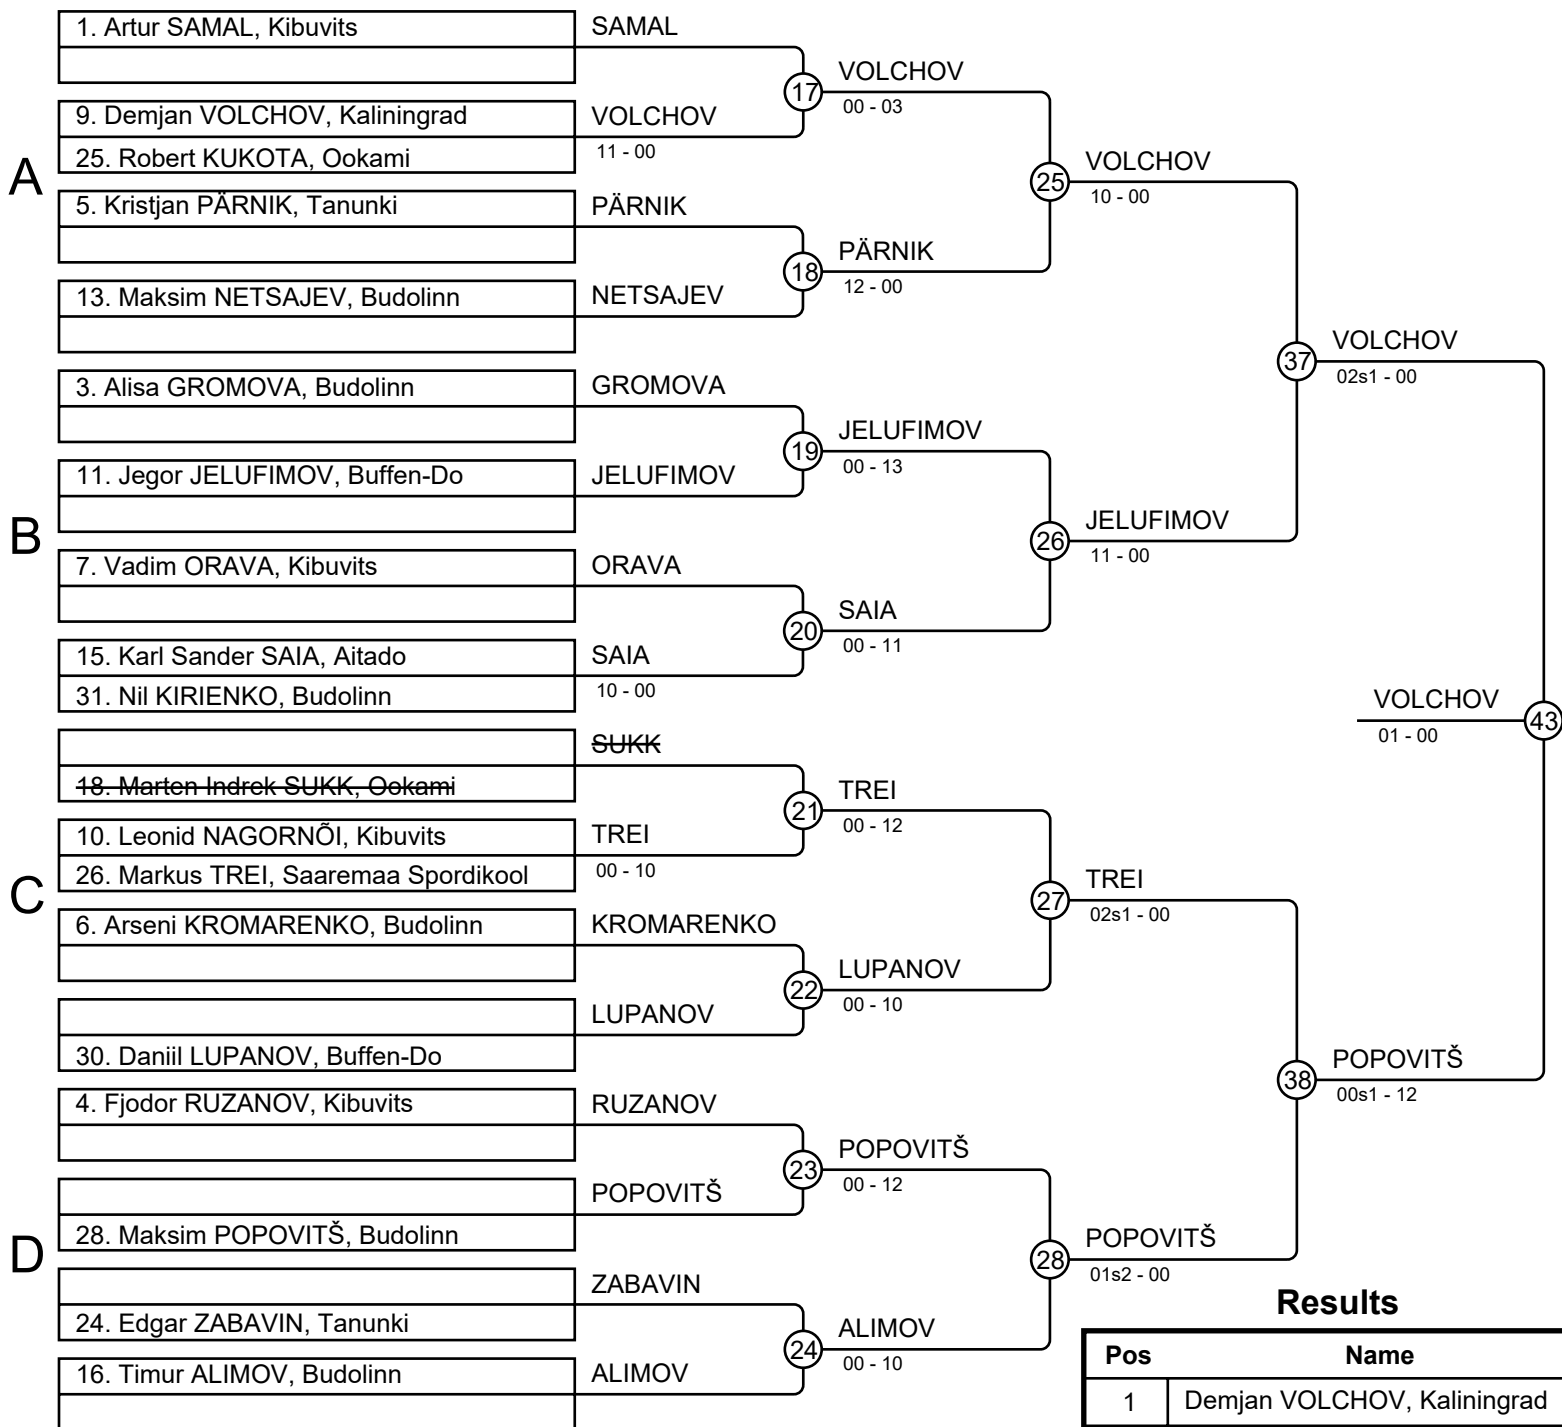 1. Artur SAMAL, Kibuvits
SAMAL
17
VOLCHOV
00 - 03
9. Demjan VOLCHOV, Kaliningrad
VOLCHOV
11 - 00
25. Robert KUKOTA, Ookami
A
25
VOLCHOV
10 - 00
5. Kristjan PÄRNIK, Tanunki
PÄRNIK
18
PÄRNIK
12 - 00
13. Maksim NETSAJEV, Budolinn
NETSAJEV
37
VOLCHOV
02s1 - 00
3. Alisa GROMOVA, Budolinn
GROMOVA
19
JELUFIMOV
00 - 13
11. Jegor JELUFIMOV, Buffen-Do
JELUFIMOV
B
26
JELUFIMOV
11 - 00
7. Vadim ORAVA, Kibuvits
ORAVA
20
SAIA
00 - 11
15. Karl Sander SAIA, Aitado
SAIA
10 - 00
31. Nil KIRIENKO, Budolinn
VOLCHOV
01 - 00
43
SUKK
18. Marten Indrek SUKK, Ookami
21
TREI
00 - 12
10. Leonid NAGORNÕI, Kibuvits
TREI
00 - 10
26. Markus TREI, Saaremaa Spordikool
C
27
TREI
02s1 - 00
6. Arseni KROMARENKO, Budolinn
KROMARENKO
22
LUPANOV
00 - 10
LUPANOV
30. Daniil LUPANOV, Buffen-Do
38
POPOVITŠ
00s1 - 12
4. Fjodor RUZANOV, Kibuvits
RUZANOV
23
POPOVITŠ
00 - 12
POPOVITŠ
28. Maksim POPOVITŠ, Budolinn
D
28
POPOVITŠ
01s2 - 00
ZABAVIN
24. Edgar ZABAVIN, Tanunki
24
ALIMOV
00 - 10
16. Timur ALIMOV, Budolinn
ALIMOV
Results
Pos Name
1 Demjan VOLCHOV, Kaliningrad